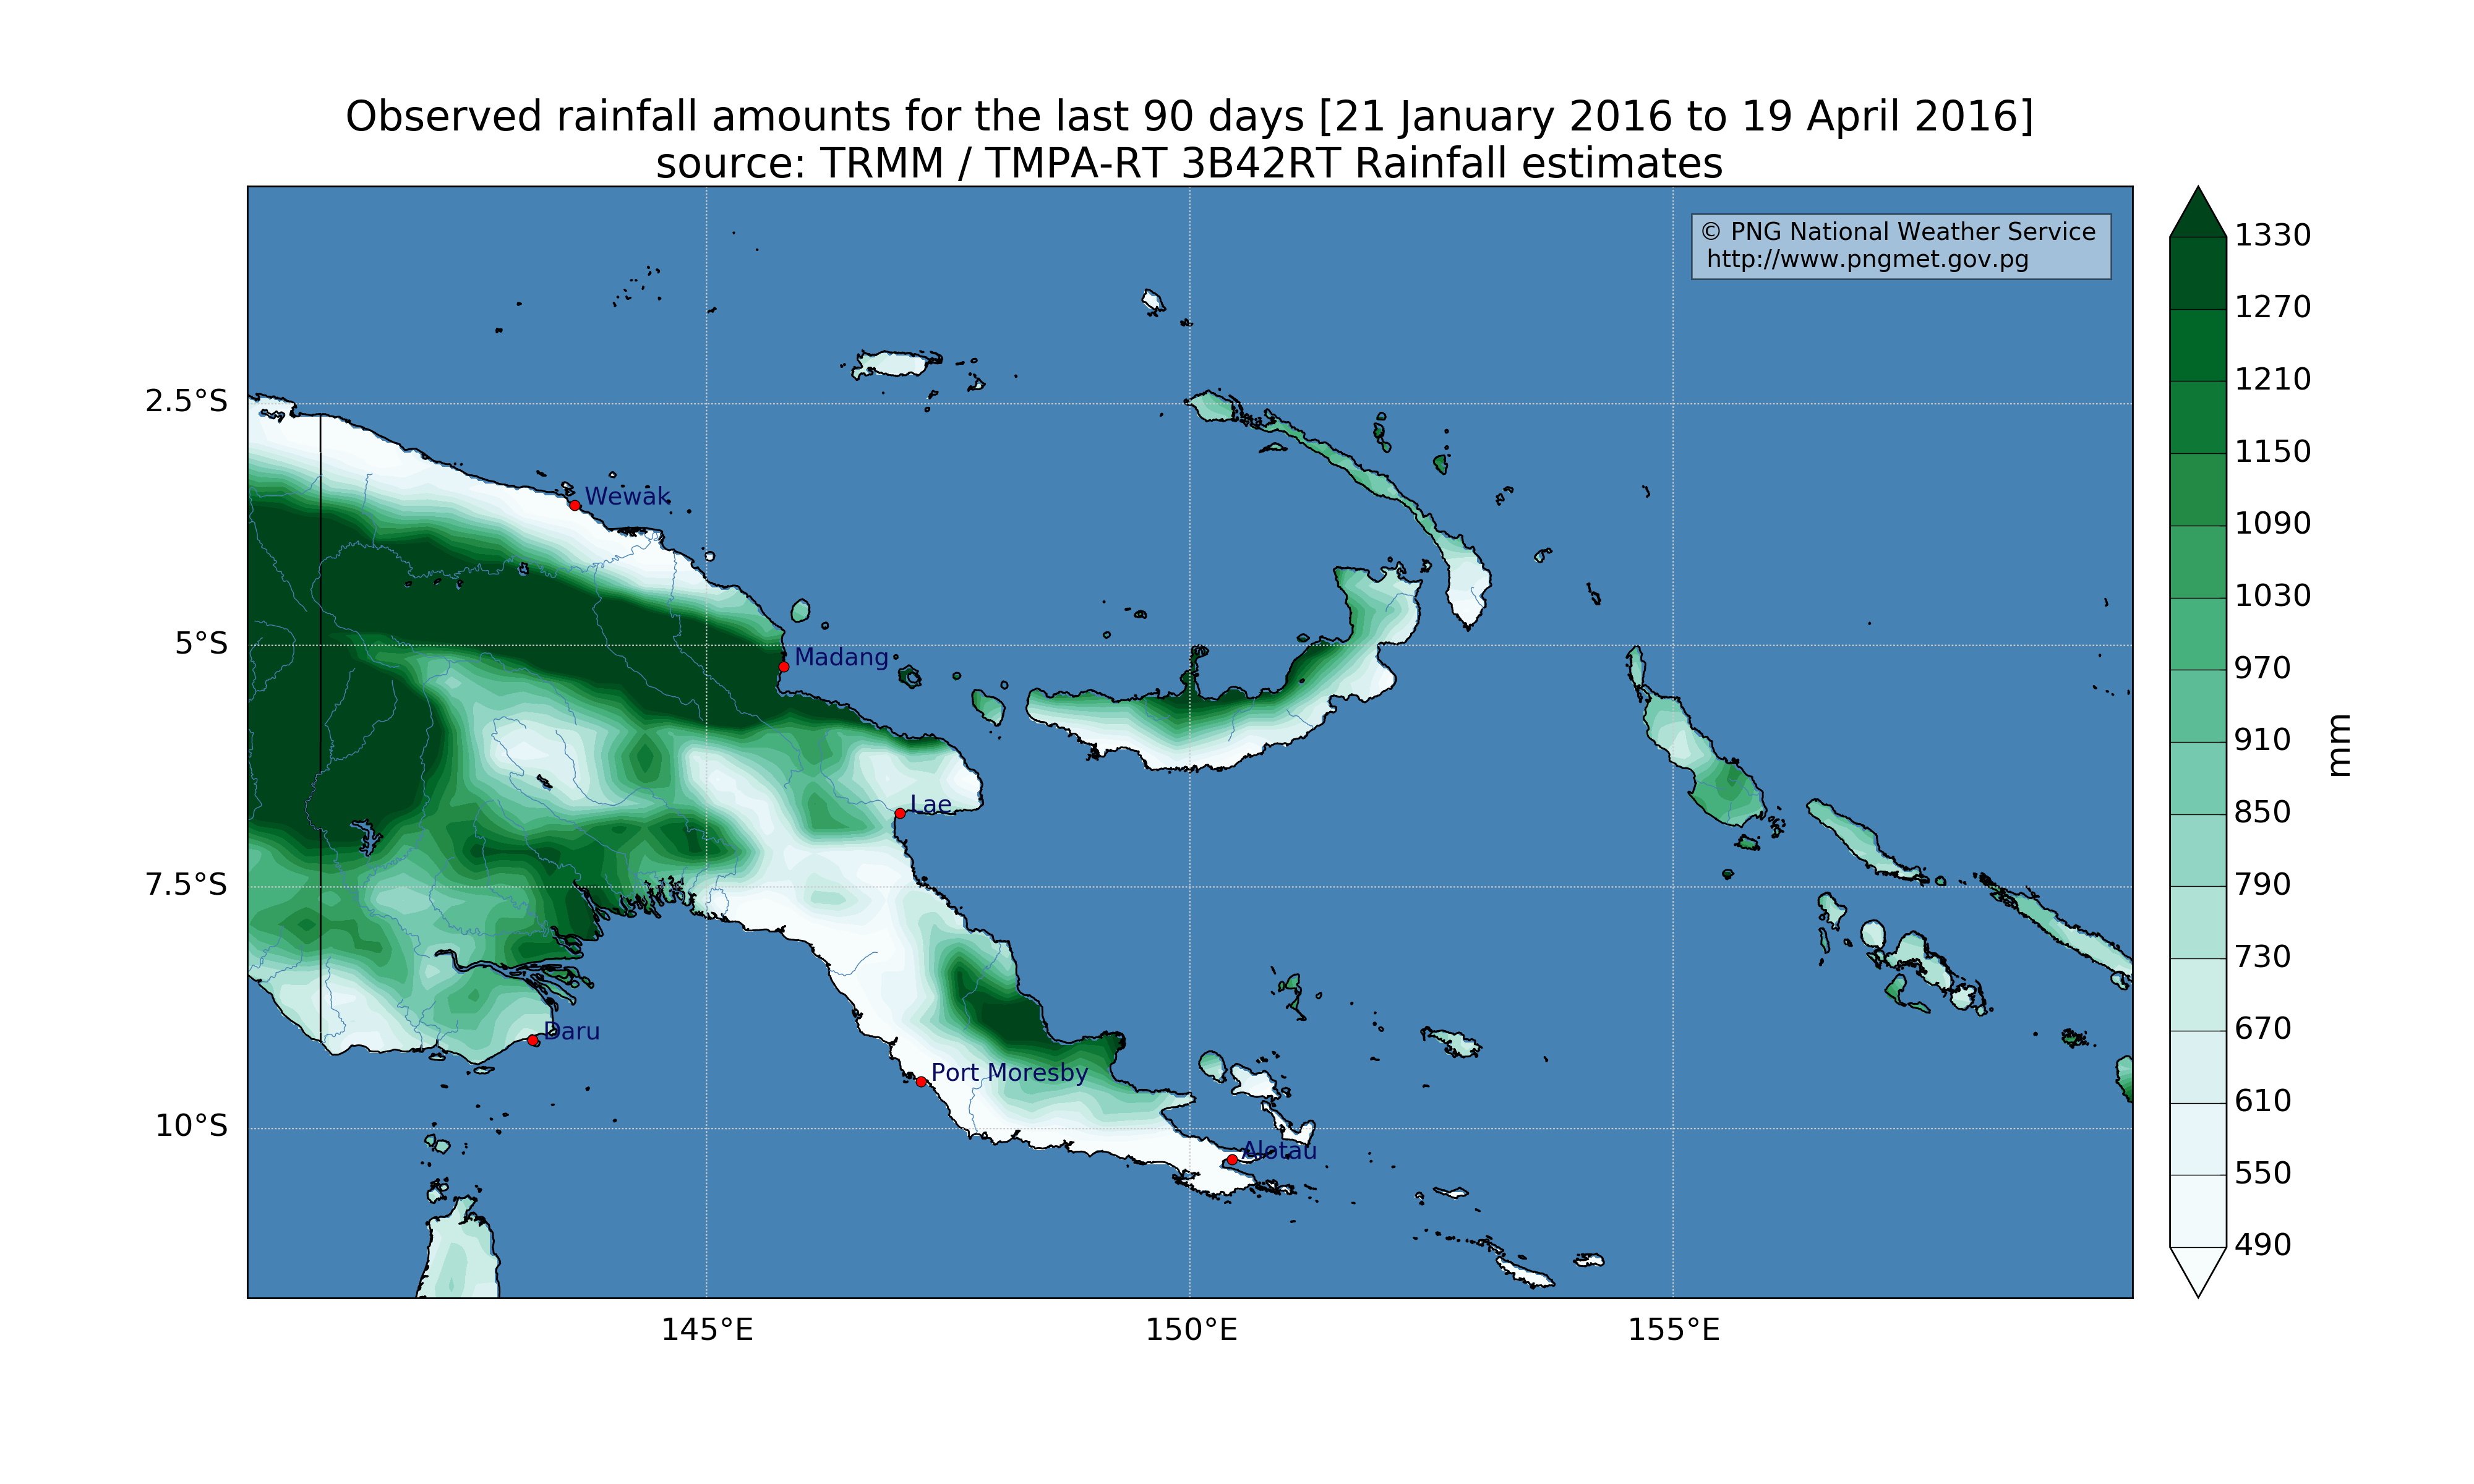 Observed rainfall amounts for the last 90 days [21 January 2016 to 19 April 2016]
source: TRMM / TMPA-RT 3B42RT Rainfall estimates
© PNG National Weather Service
http://www.pngmet.gov.pg
2.5°S
5°S
7.5°S
10°S
Wewak
Madang
Lae
Daru
Port Moresby
Alotau
145°E
150°E
155°E
1330
1270
1210
1150
1090
1030
970
910
850
790
730
670
610
550
490
mm